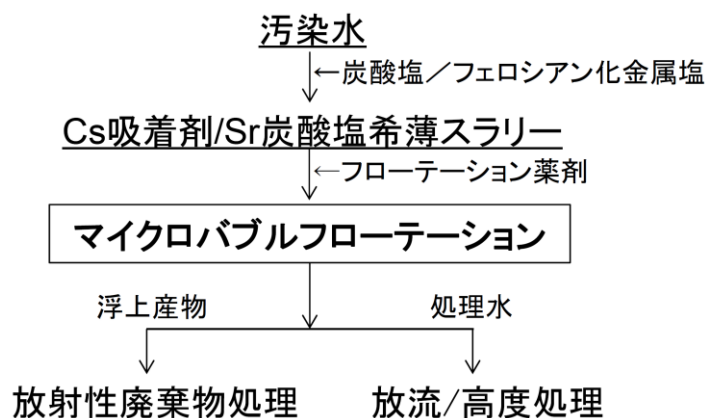 汚染水
←炭酸塩／フェロシアン化金属塩
Cs吸着剤/Sr炭酸塩希薄スラリー
←フローテーション薬剤
マイクロバブルフローテーション
浮上産物 処理水
放射性廃棄物処理 放流/高度処理